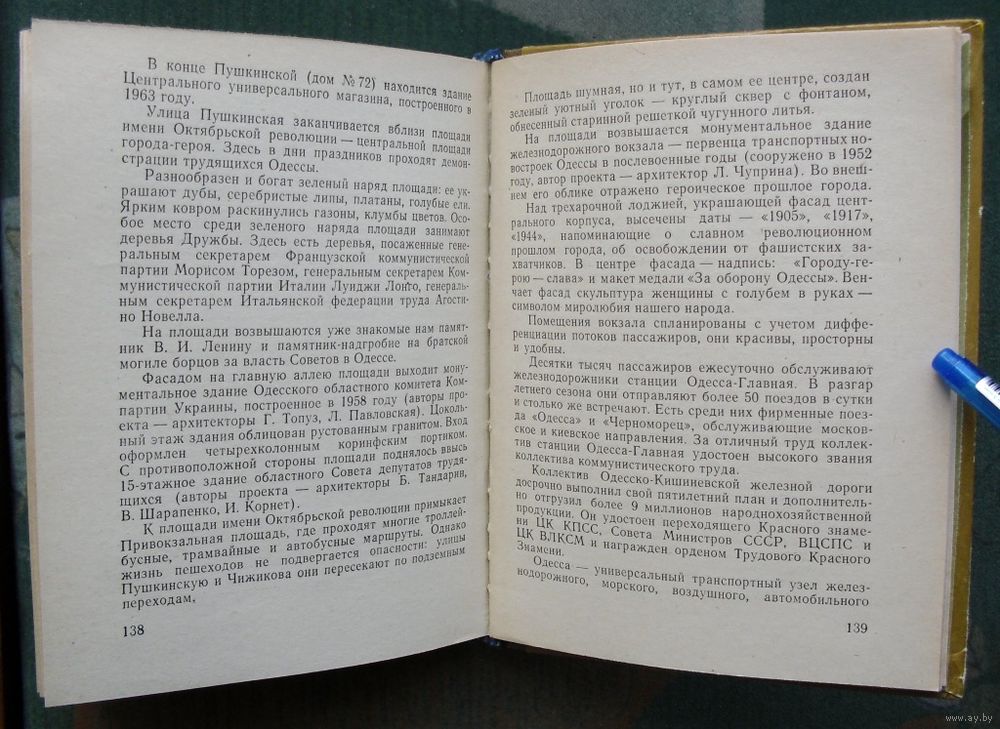 В конце Пушкинской (дом № 72) находится здание
Центрального универсального магазина, построенного в
1963 году.
Улица Пушкинская заканчивается вблизи площади
имени Октябрьской революции — центральной площади
города-героя. Здесь в дни праздников проходят демон-
страции трудящихся Одессы.
Разнообразен и богат зеленый наряд площади: ее ук-
рашают дубы, серебристые липы, платаны, голубые ели.
Ярким ковром раскинулись газоны, клумбы цветов. Осо-
бое место среди зеленого наряда площади занимают
деревья Дружбы. Здесь есть деревья, посаженные гене-
ральным секретарем Французской коммунистической
партии Морисом Торезом, генеральным секретарем Ком-
мунистической партии Италии Луиджи Лонго, генераль-
ным секретарем Итальянской федерации труда Агости-
но Новелла.
На площади возвышаются уже знакомые нам памят-
ник В. И. Ленину и памятник-надгробие на братской
могиле борцов за власть Советов в Одессе.
Фасадом на главную аллею площади выходит мону-
ментальное здание Одесского областного комитета Ком-
партии Украины, построенное в 1958 году (авторы про-
екта — архитекторы Г. Топуз, Л. Павловская). Цоколь-
ный этаж здания облицован рустованным гранитом. Вход
оформлен четырехколонным коринфским портиком.
С противоположной стороны площади поднялось ввысь
15-этажное здание областного Совета депутатов трудя-
щихся (авторы проекта — архитекторы Б. Тандарин,
В. Шарапенко, И. Корнет).
К площади имени Октябрьской революции примыкает
Привокзальная площадь, где проходят многие троллей-
бусные, трамвайные и автобусные маршруты. Однако
жизнь пешеходов не подвергается опасности: улицы
Пушкинскую и Чижикова они пересекают по подземным
переходам.
138
Площадь шумная, но и тут, в самом ее центре, создан
зеленый уютный уголок — круглый сквер с фонтаном,
обнесенный старинной решеткой чугунного литья.
На площади возвышается монументальное здание
железнодорожного вокзала — первенца транспортных но-
востроек Одессы в послевоенные годы (сооружено в 1952
году, автор проекта — архитектор Л. Чуприна). Во внеш-
нем его облике отражено героическое прошлое города.
Над трехарочной лоджией, украшающей фасад цент-
рального корпуса, высечены даты — «1905», «1917»,
«1944», напоминающие о славном революционном
прошлом города, об освобождении от фашистских за-
хватчиков. В центре фасада — надпись: «Городу-ге-
рою — слава» и макет медали «За оборону Одессы». Вен-
чает фасад скульптура женщины с голубем в руках —
символом миролюбия нашего народа.
Помещения вокзала спланированы с учетом диффе-
ренциации потоков пассажиров, они красивы, просторны
и удобны.
Десятки тысяч пассажиров ежесуточно обслуживают
железнодорожники станции Одесса-Главная. В разгар
летнего сезона они отправляют более 50 поездов в сутки
и столько же встречают. Есть среди них фирменные поез-
да «Одесса» и «Черноморец», обслуживающие москов-
ское и киевское направления. За отличный труд коллек-
тив станции Одесса-Главная удостоен высокого звания
коллектива коммунистического труда.
Коллектив Одесско-Кишиневской железной дороги
досрочно выполнил свой пятилетний план и дополнитель-
но отгрузил более 9 миллионов народнохозяйственной
продукции. Он удостоен переходящего Красного знаме-
ни ЦК КПСС, Совета Министров СССР, ВЦСПС и
ЦК ВЛКСМ и награжден орденом Трудового Красного
Знамени.
Одесса — универсальный транспортный узел желез-
нодорожного, морского, воздушного, автомобильного
139
www.ay.by